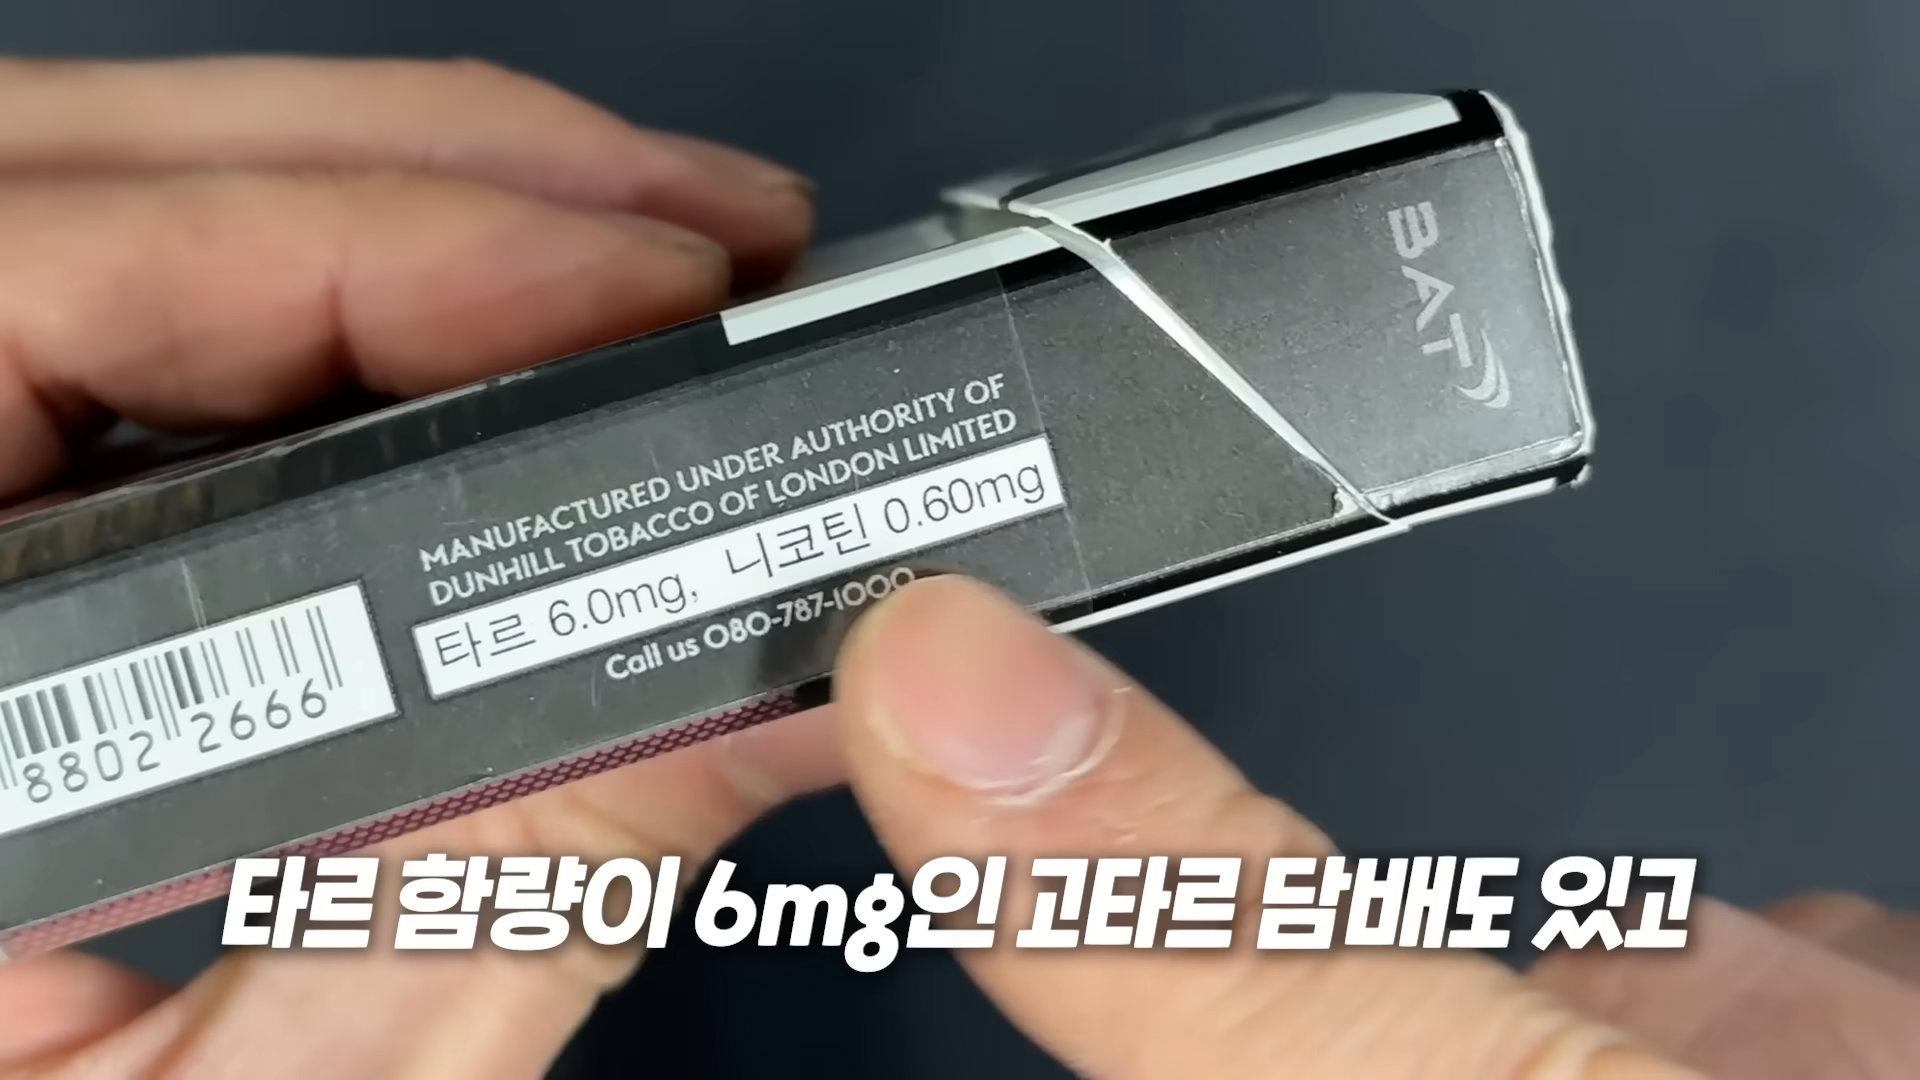 BAT
MANUFACTURED UNDER AUTHORITY OF
DUNHILL TOBACCO OF LONDON LIMITED
타르 6.0mg, 니코틴 0.60mg
Call us 080-787-1000
8802 2666
타르 함량이 6mg인 고타르 담배도 있고